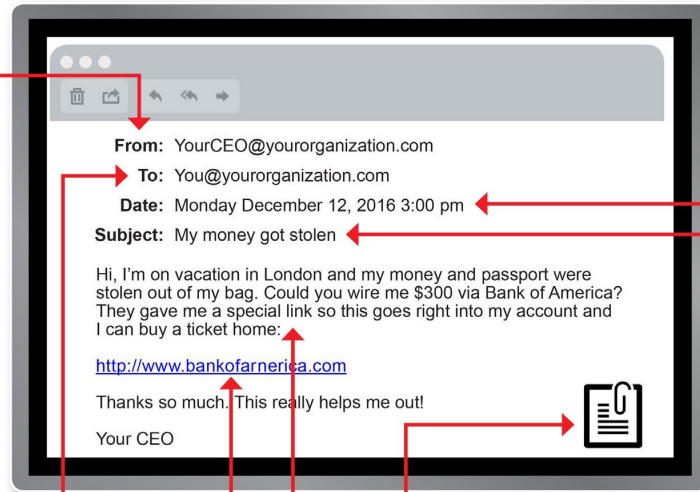 From: YourCEO@yourorganization.com
To: You@yourorganization.com
Date: Monday December 12, 2016 3:00 pm
Subject: My money got stolen
Hi, I'm on vacation in London and my money and passport were
stolen out of my bag. Could you wire me $300 via Bank of America?
They gave me a special link so this goes right into my account and
I can buy a ticket home:
http://www.bankofarnerica.com
Thanks so much. This really helps me out!
Your CEO